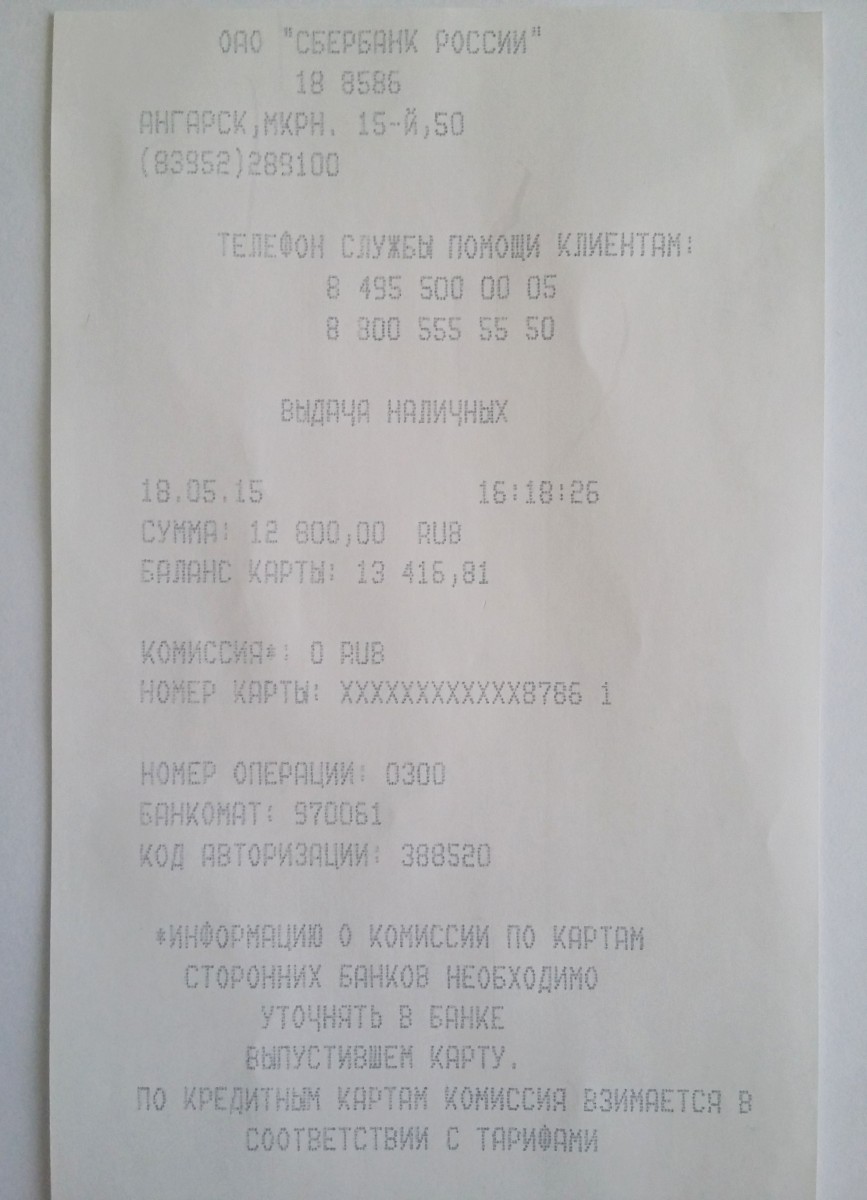 ОАО "СБЕРБАНК РОССИИ"
18 8586
АНГАРСК,МКРН. 15-Й,50
(83952)289100
ТЕЛЕФОН СЛУЖБЫ ПОМОЩИ КЛИЕНТАМ:
8 495 500 00 05
8 800 555 55 50
ВЫДАЧА НАЛИЧНЫХ
18.05.15 16:18:26
СУММА: 12 800,00 RUB
БАЛАНС КАРТЫ: 13 416,81
КОМИССИЯ*: 0 RUB
НОМЕР КАРТЫ: XXXXXXXXXXXX8786 1
НОМЕР ОПЕРАЦИИ: 0300
БАНКОМАТ: 970061
КОД АВТОРИЗАЦИИ: 388520
*ИНФОРМАЦИЮ О КОМИССИИ ПО КАРТАМ
СТОРОННИХ БАНКОВ НЕОБХОДИМО
УТОЧНЯТЬ В БАНКЕ
ВЫПУСТИВШЕМ КАРТУ.
ПО КРЕДИТНЫМ КАРТАМ КОМИССИЯ ВЗИМАЕТСЯ В
СООТВЕТСТВИИ С ТАРИФАМИ